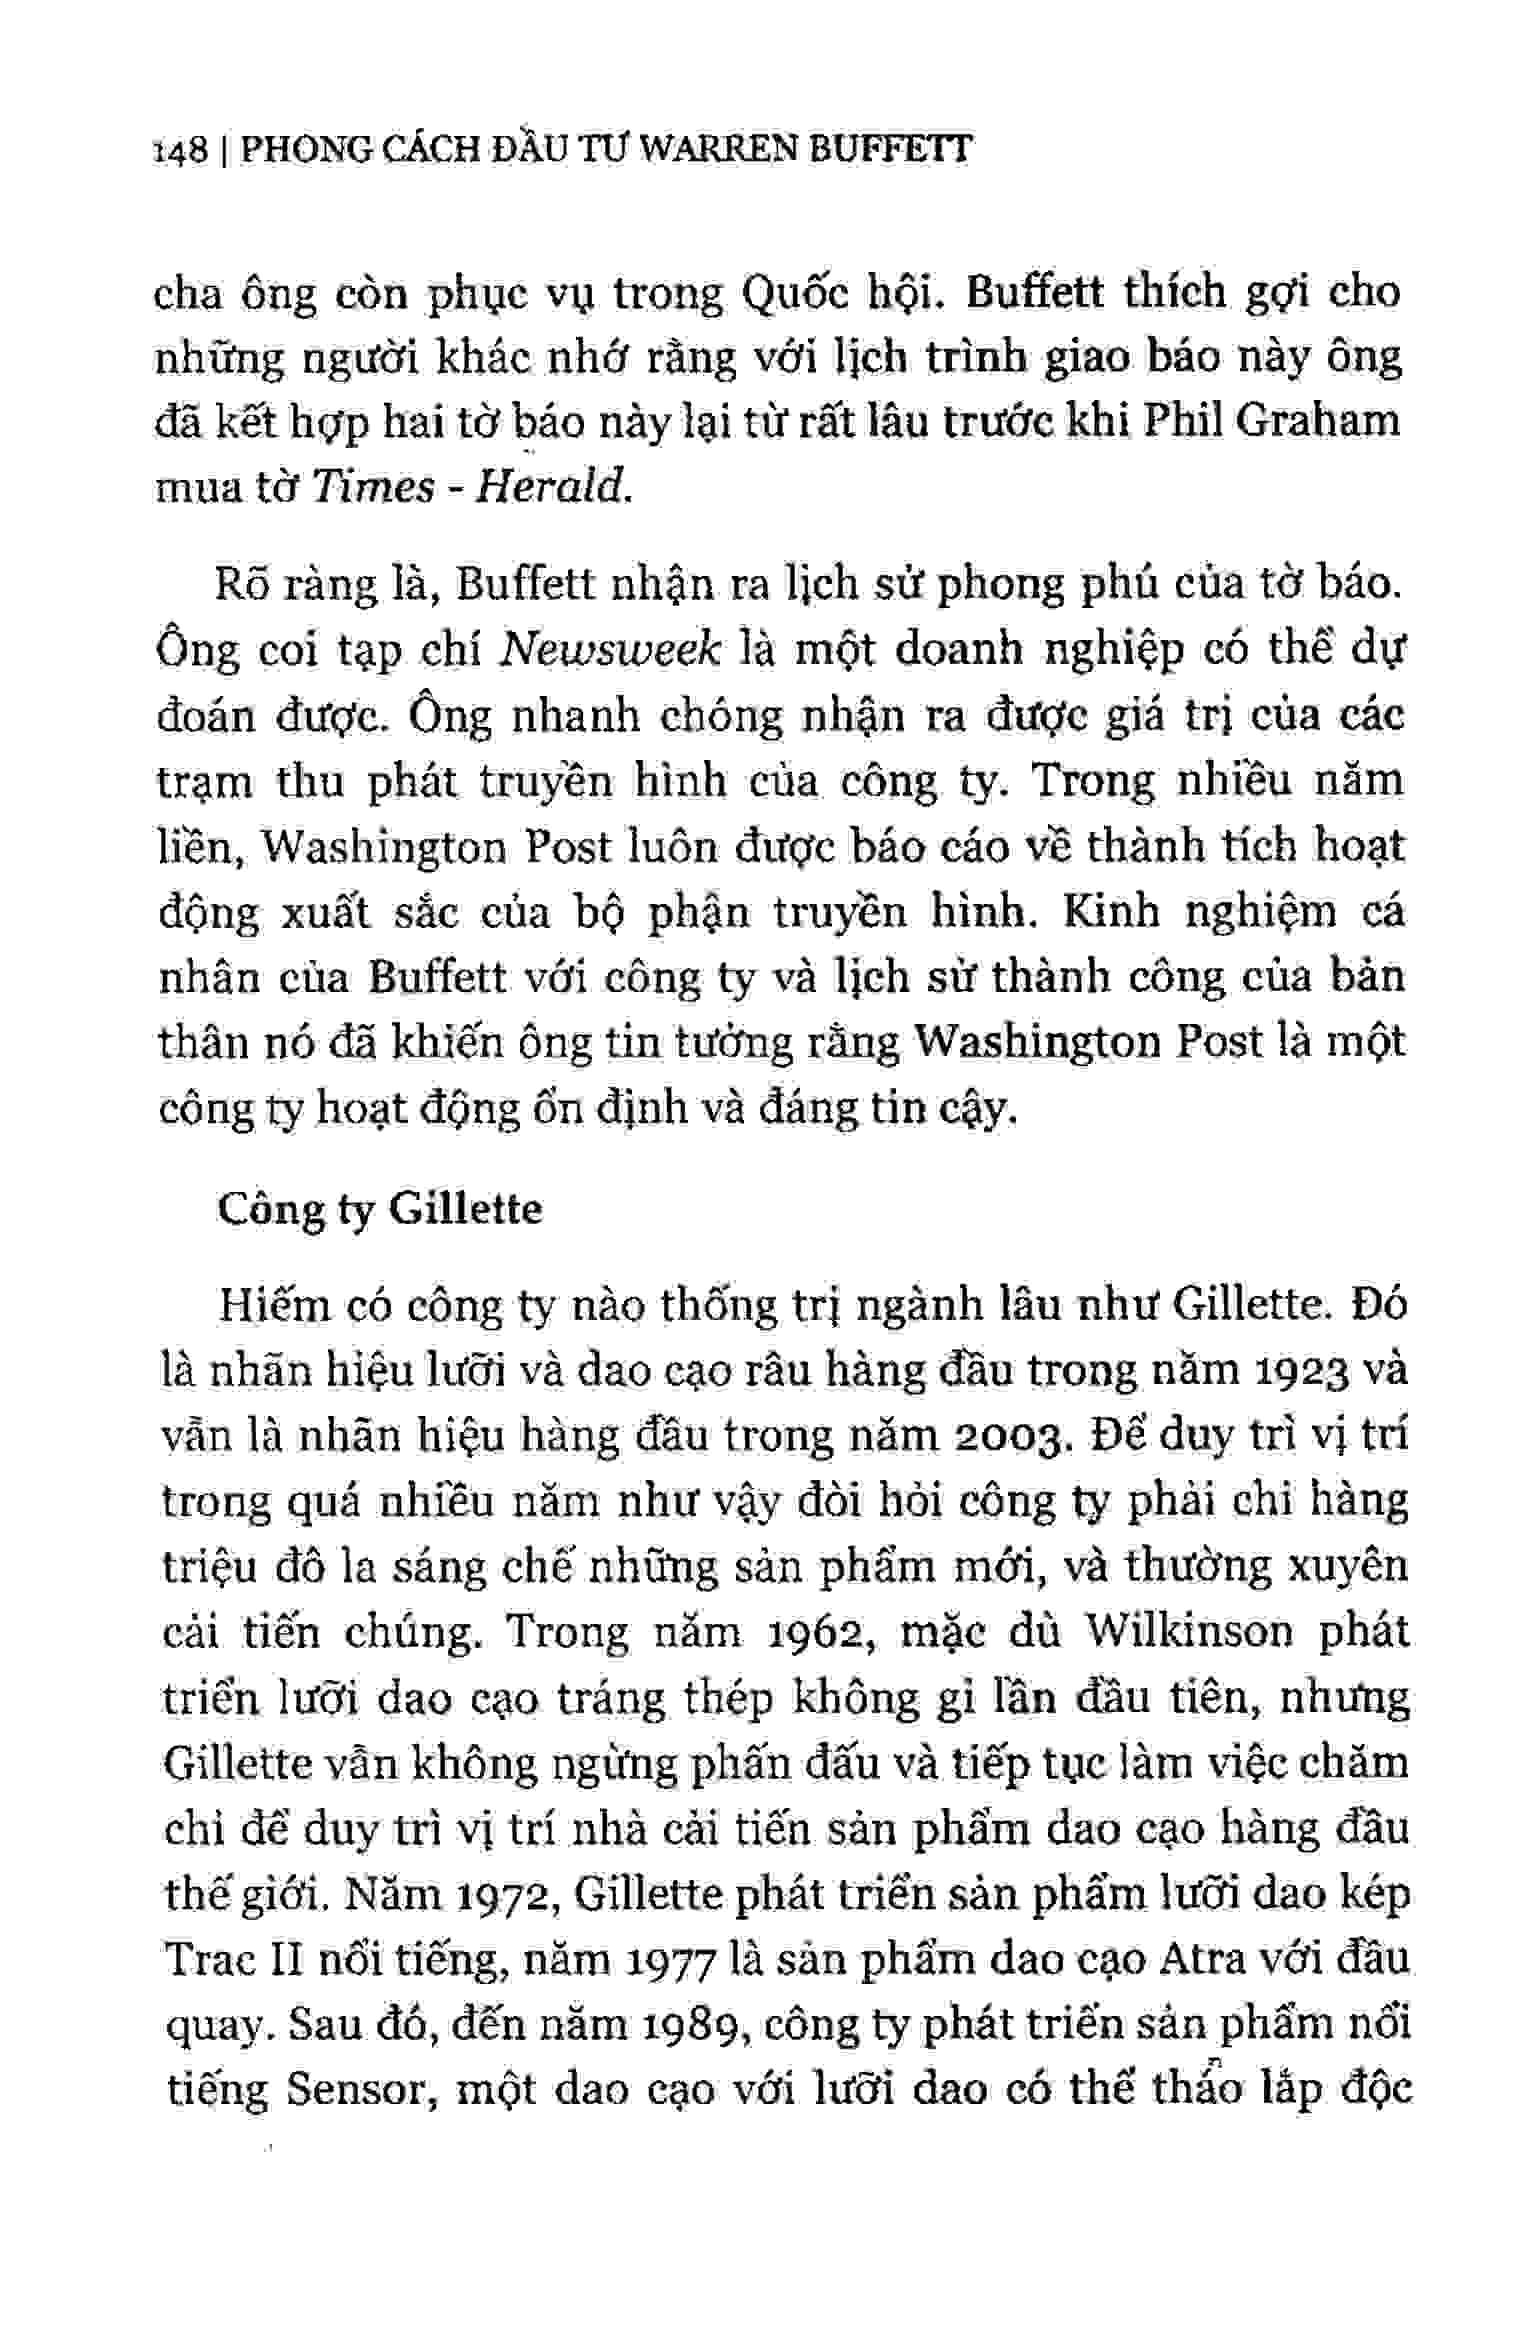 148 | PHONG CÁCH ĐẦU TƯ WARREN BUFFETT
cha ông còn phục vụ trong Quốc hội. Buffett thích gợi cho
những người khác nhớ rằng với lịch trình giao báo này ông
đã kết hợp hai tờ báo này lại từ rất lâu trước khi Phil Graham
mua tờ Times - Herald.
Rõ ràng là, Buffett nhận ra lịch sử phong phú của tờ báo.
Ông coi tạp chí Newsweek là một doanh nghiệp có thể dự
đoán được. Ông nhanh chóng nhận ra được giá trị của các
trạm thu phát truyền hình của công ty. Trong nhiều năm
liền, Washington Post luôn được báo cáo về thành tích hoạt
động xuất sắc của bộ phận truyền hình. Kinh nghiệm cá
nhân của Buffett với công ty và lịch sử thành công của bản
thân nó đã khiến ông tin tưởng rằng Washington Post là một
công ty hoạt động ổn định và đáng tin cậy.
Công ty Gillette
Hiếm có công ty nào thống trị ngành lâu như Gillette. Đó
là nhãn hiệu lưỡi và dao cạo râu hàng đầu trong năm 1923 và
vẫn là nhãn hiệu hàng đầu trong năm 2003. Để duy trì vị trí
trong quá nhiều năm như vậy đòi hỏi công ty phải chi hàng
triệu đô la sáng chế những sản phẩm mới, và thường xuyên
cải tiến chúng. Trong năm 1962, mặc dù Wilkinson phát
triển lưỡi dao cạo tráng thép không gỉ lần đầu tiên, nhưng
Gillette vẫn không ngừng phấn đấu và tiếp tục làm việc chăm
chỉ để duy trì vị trí nhà cải tiến sản phẩm dao cạo hàng đầu
thế giới. Năm 1972, Gillette phát triển sản phẩm lưỡi dao kép
Trac II nổi tiếng, năm 1977 là sản phẩm dao cạo Atra với đầu
quay. Sau đó, đến năm 1989, công ty phát triển sản phẩm nổi
tiếng Sensor, một dao cạo với lưỡi dao có thể tháo lắp độc